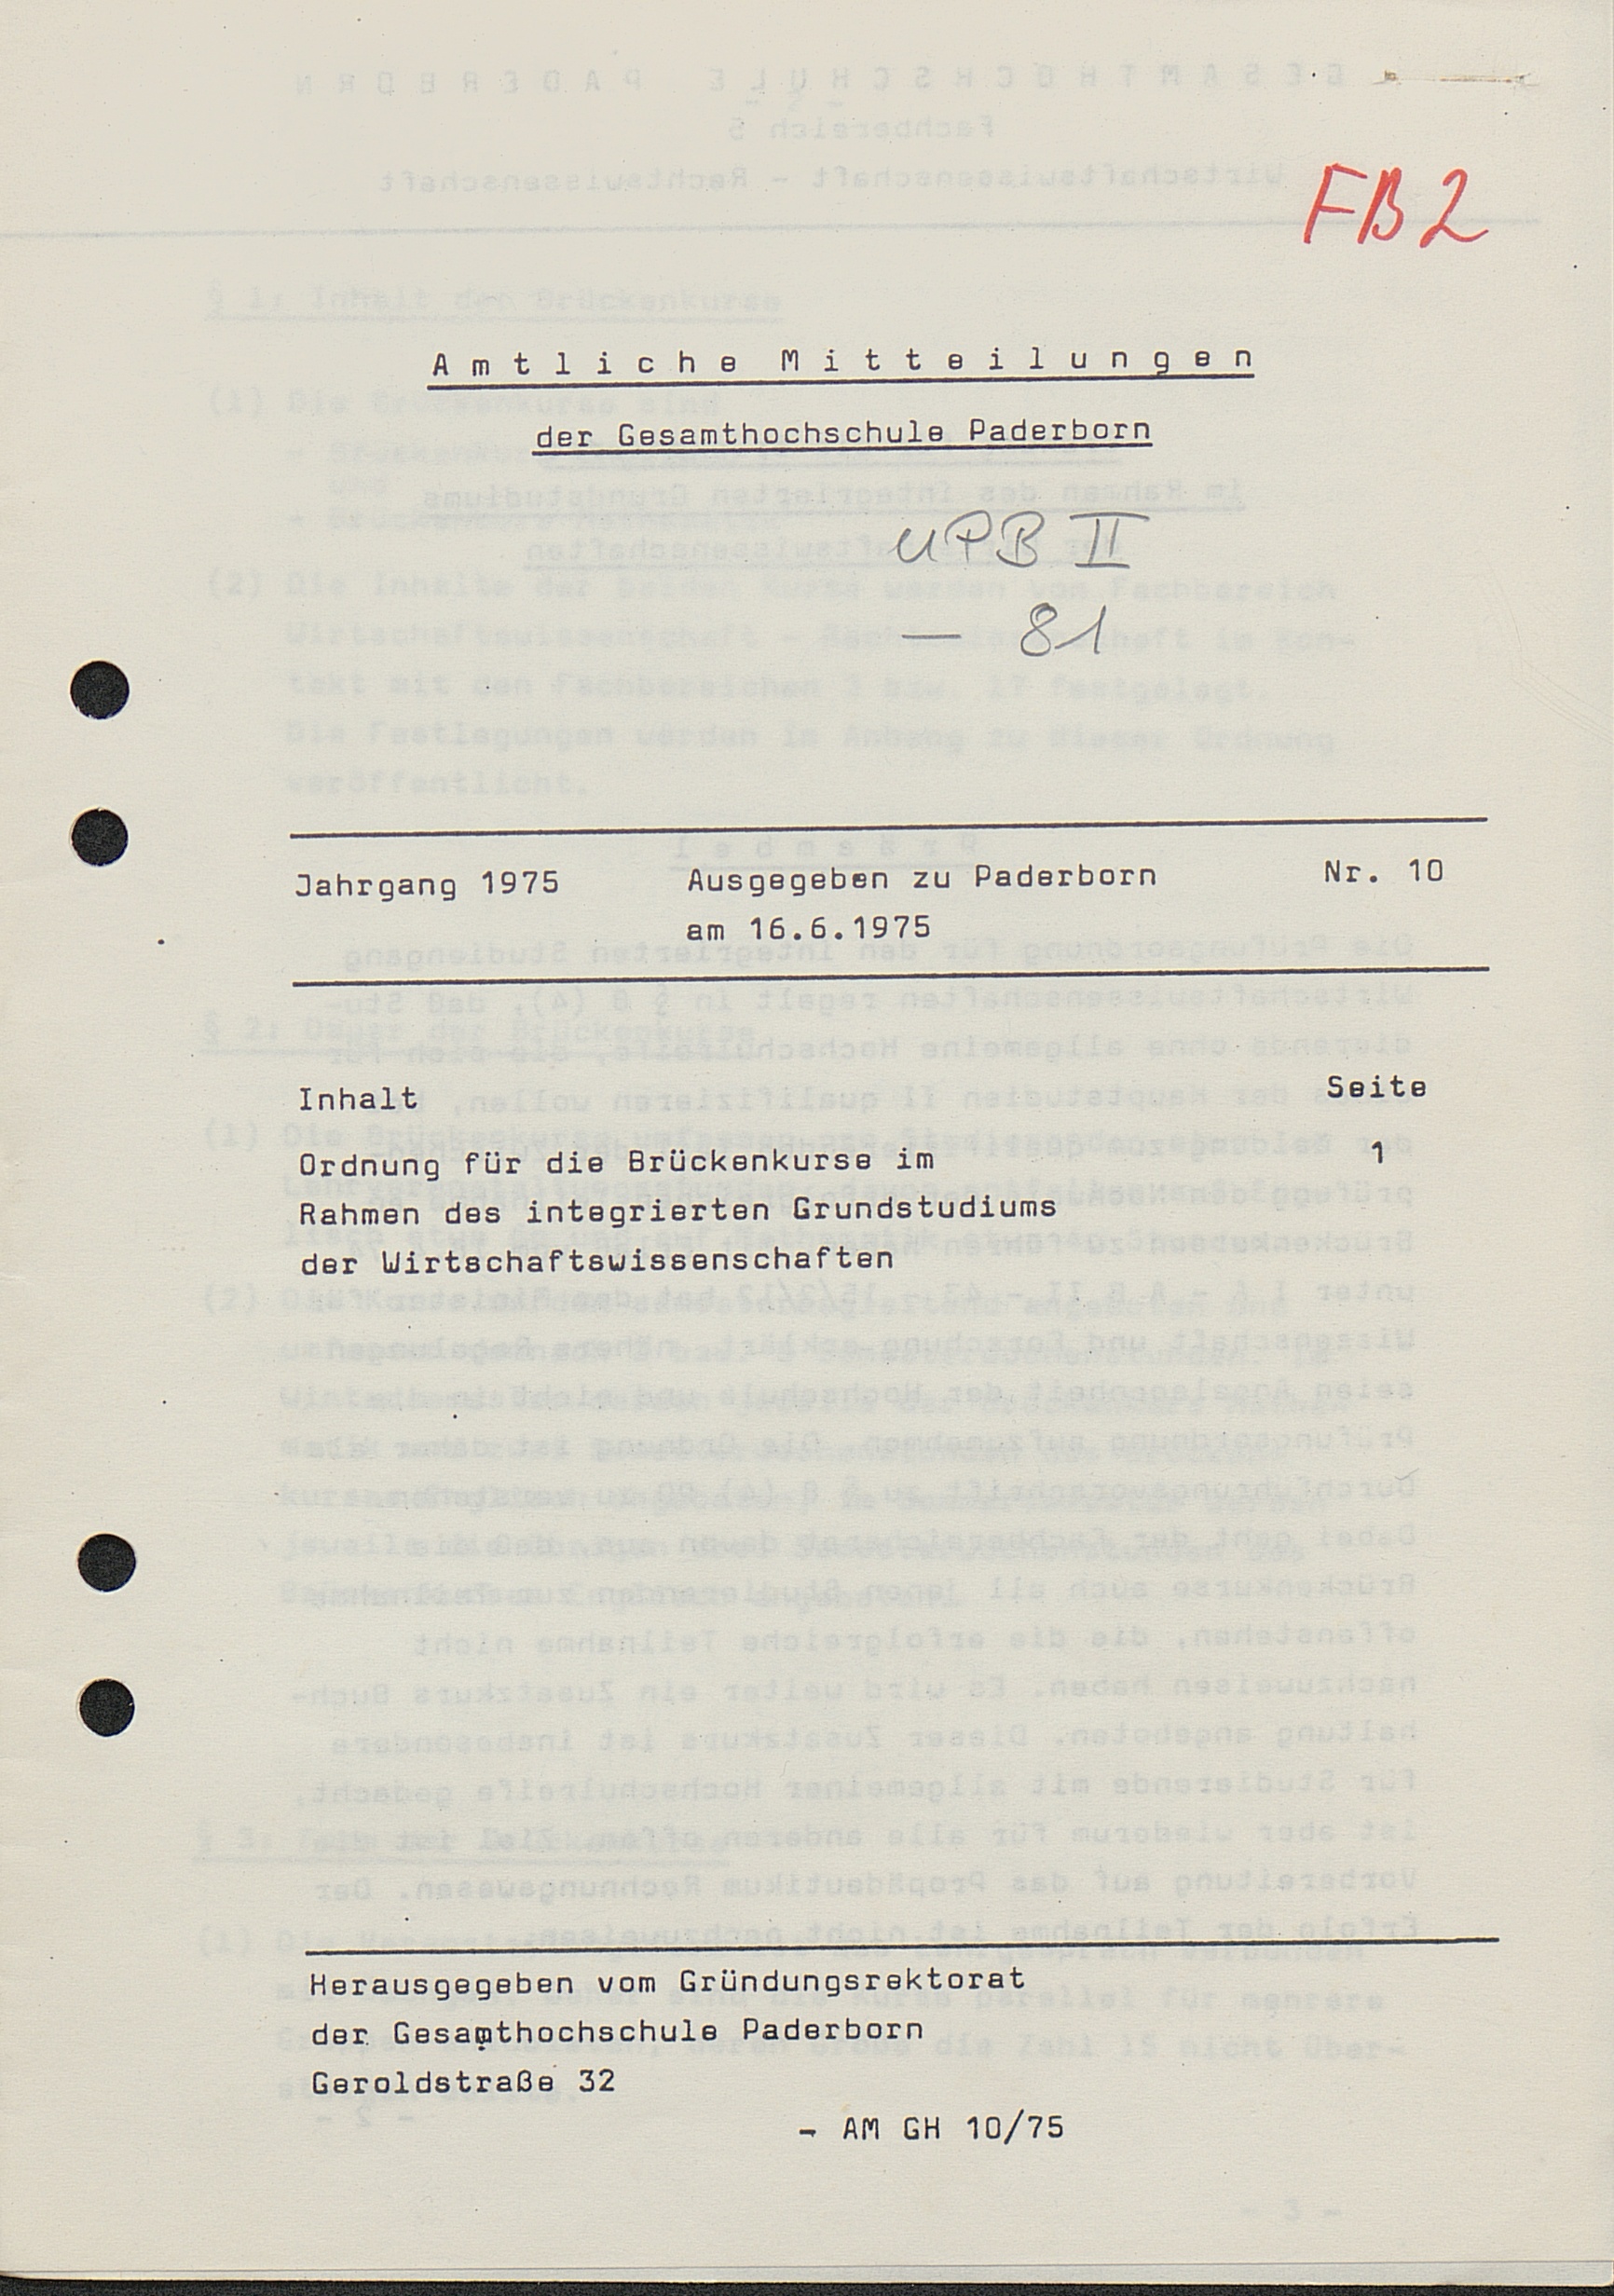 FB 2
Amtliche Mitteilungen
der Gesamthochschule Paderborn
UPB II
— 81
Jahrgang 1975 Ausgegeben zu Paderborn Nr. 10
am 16.6.1975
Inhalt Seite
Ordnung für die Brückenkurse im 1
Rahmen des integrierten Grundstudiums
der Wirtschaftswissenschaften
Herausgegeben vom Gründungsrektorat
der Gesamthochschule Paderborn
Geroldstraße 32
- AM GH 10/75